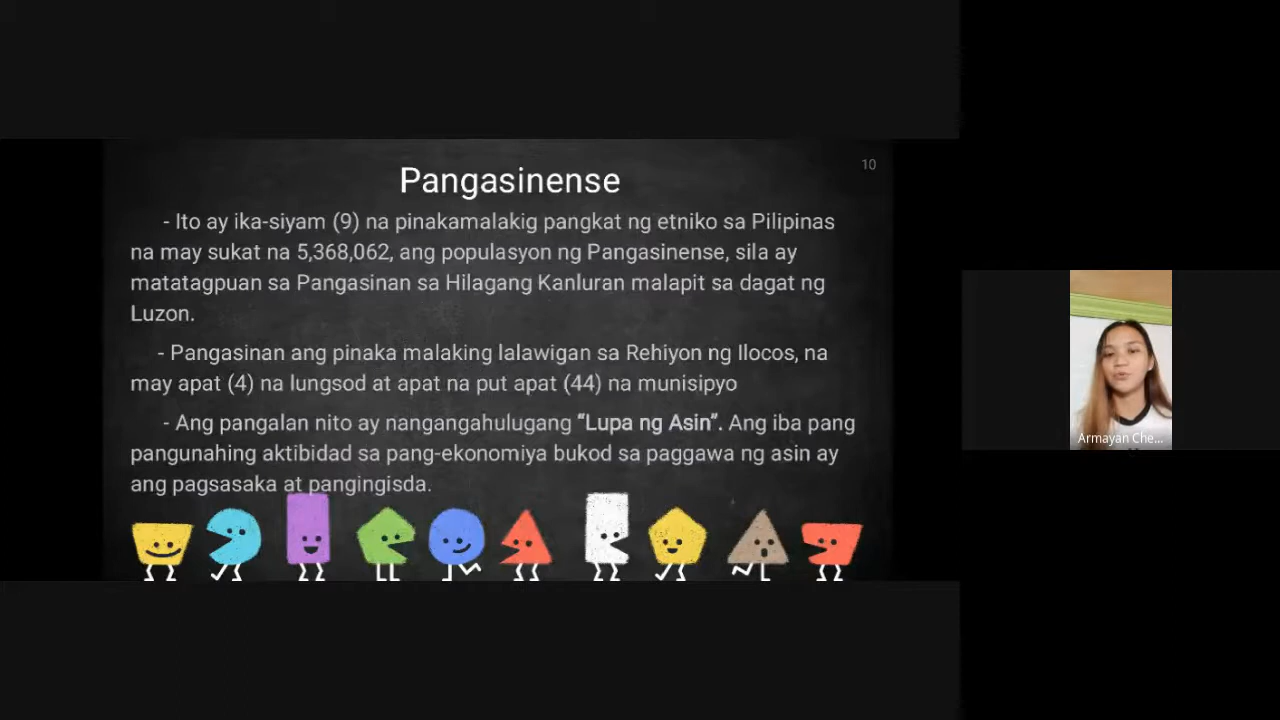 Pangasinense
10
- Ito ay ika-siyam (9) na pinakamalakig pangkat ng etniko sa Pilipinas
na may sukat na 5,368,062, ang populasyon ng Pangasinense, sila ay
matatagpuan sa Pangasinan sa Hilagang Kanluran malapit sa dagat ng
Luzon.
- Pangasinan ang pinaka malaking lalawigan sa Rehiyon ng Ilocos, na
may apat (4) na lungsod at apat na put apat (44) na munisipyo
- Ang pangalan nito ay nangangahulugang “Lupa ng Asin”. Ang iba pang
pangunahing aktibidad sa pang-ekonomiya bukod sa paggawa ng asin ay
ang pagsasaka at pangingisda.
Armayan Che...